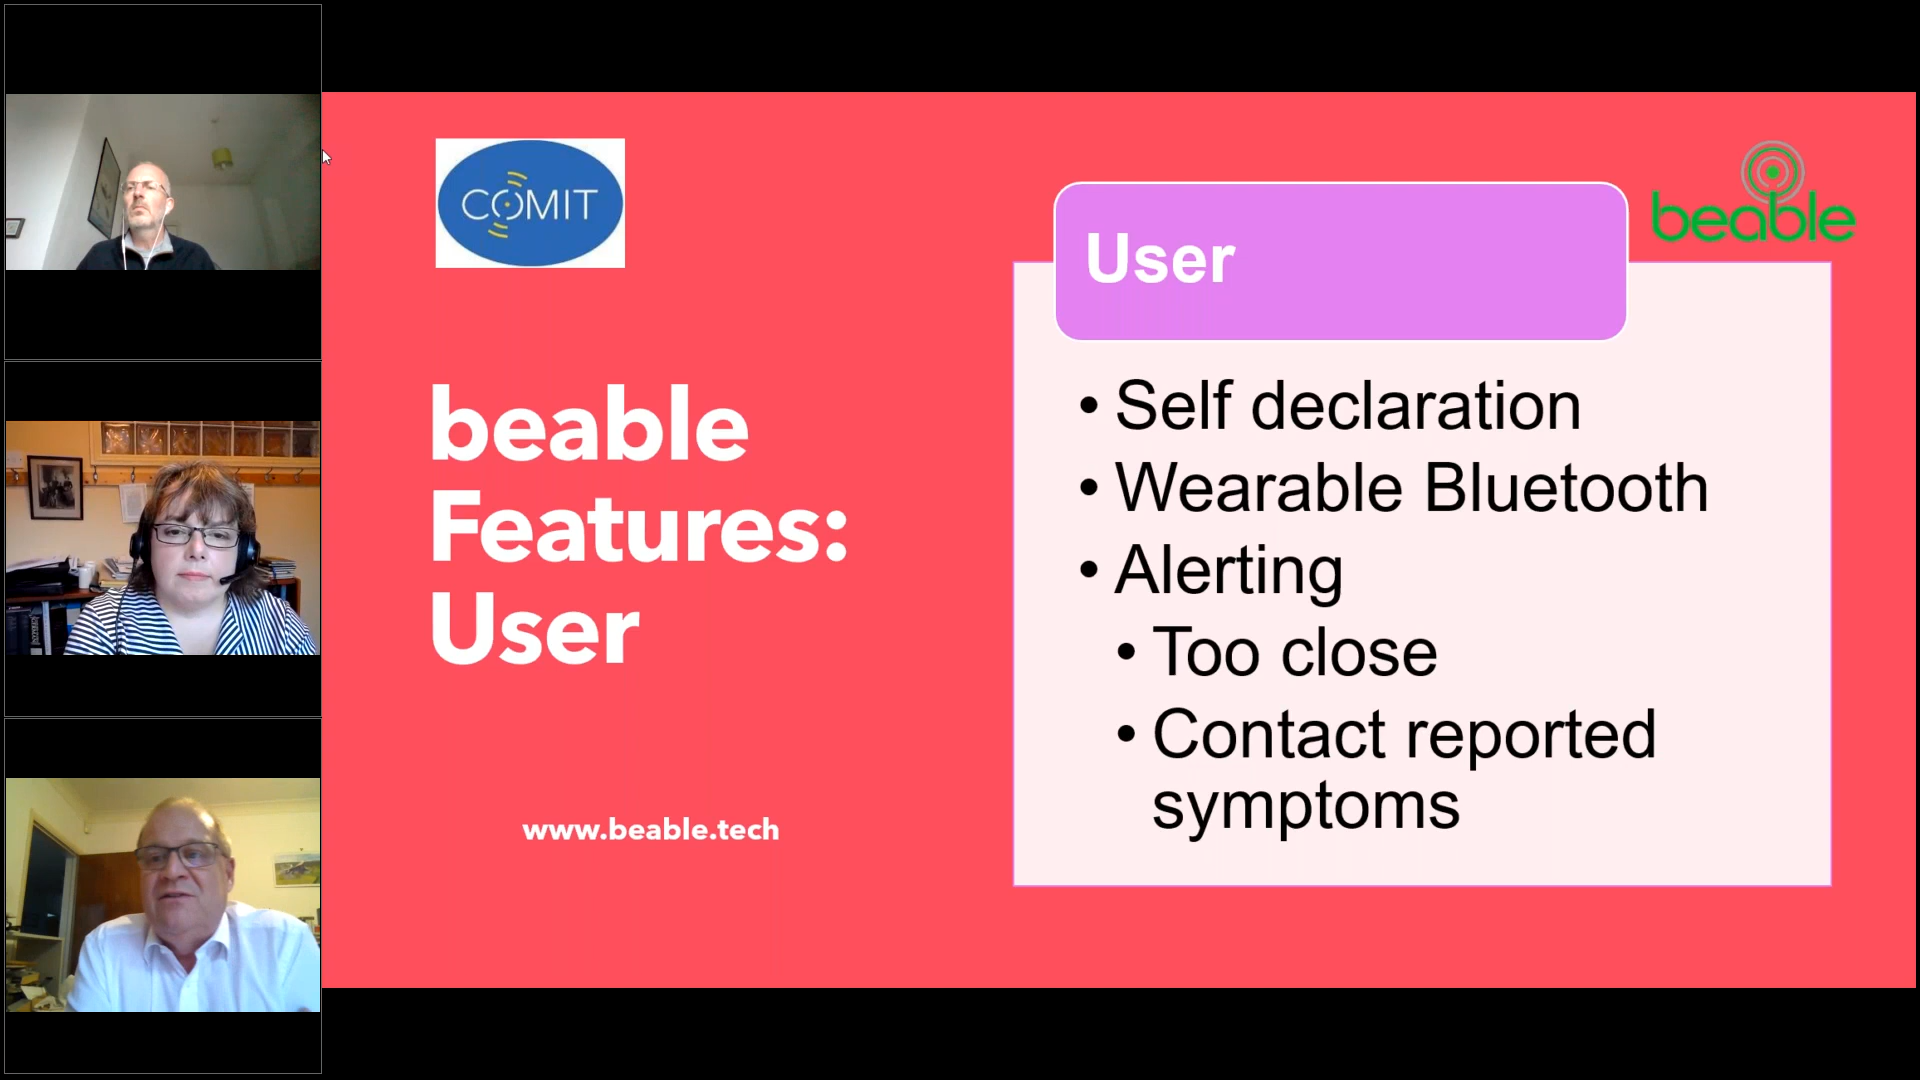 COMIT
beable
User
beable
Features:
User
• Self declaration
• Wearable Bluetooth
• Alerting
• Too close
• Contact reported
symptoms
www.beable.tech